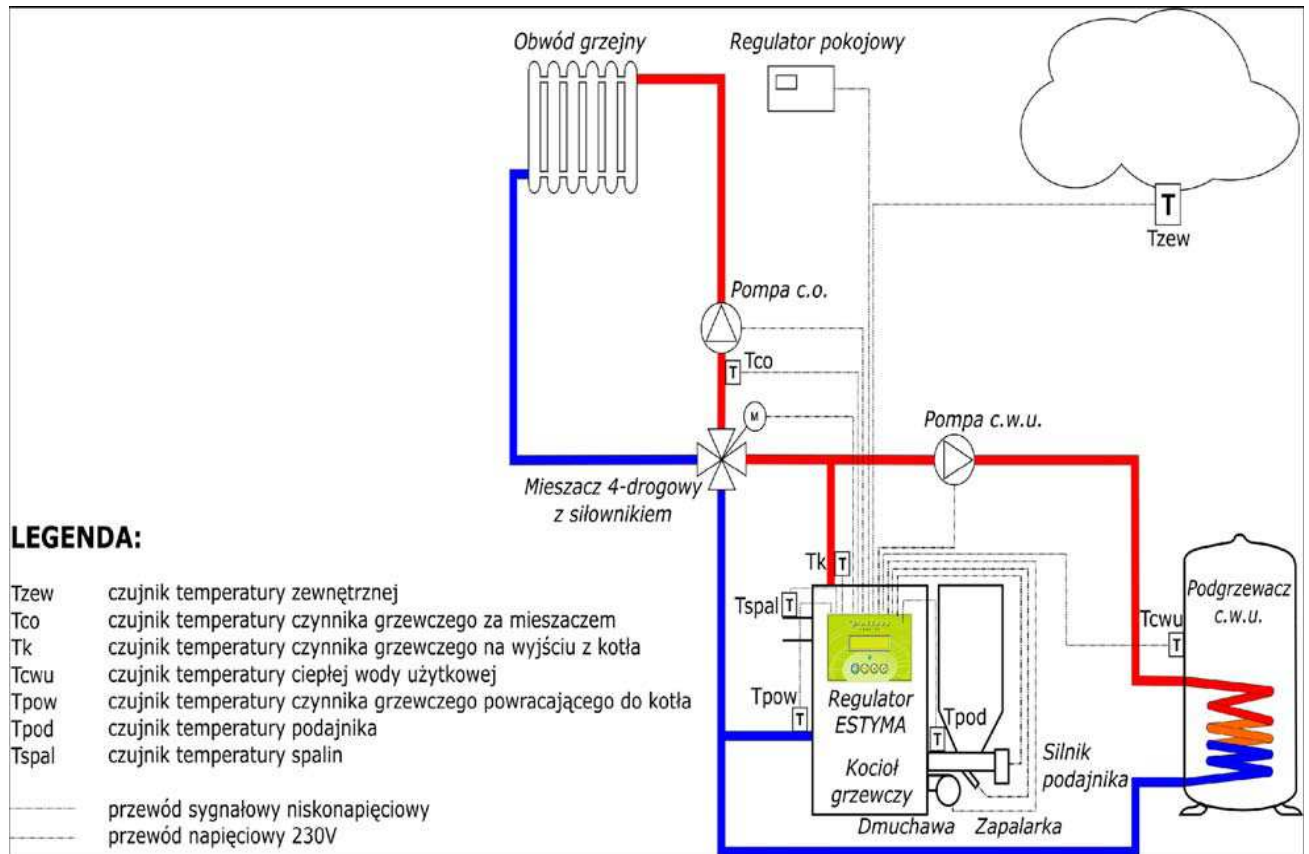 Obwód grzejny
Regulator pokojowy
T
Tzew
Pompa c.o.
T
Tco
M
Pompa c.w.u.
Mieszacz 4-drogowy
z siłownikiem
LEGENDA:
Tzew czujnik temperatury zewnętrznej
Tco czujnik temperatury czynnika grzewczego za mieszaczem
Tk czujnik temperatury czynnika grzewczego na wyjściu z kotła
Tcwu czujnik temperatury ciepłej wody użytkowej
Tpow czujnik temperatury czynnika grzewczego powracającego do kotła
Tpod czujnik temperatury podajnika
Tspal czujnik temperatury spalin
przewód sygnałowy niskonapięciowy
przewód napięciowy 230V
Tk T
Tspal T
Tpow
T
Regulator
ESTYMA
Kocioł
grzewczy
Tpod
T
Silnik
podajnika
Dmuchawa
Zapalarka
Tcwu
T
Podgrzewacz
c.w.u.